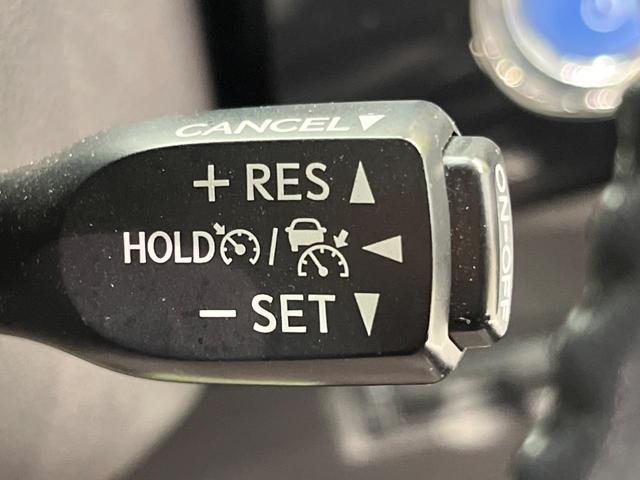 CANCEL
+ RES
HOLD /
− SET
ON-OFF